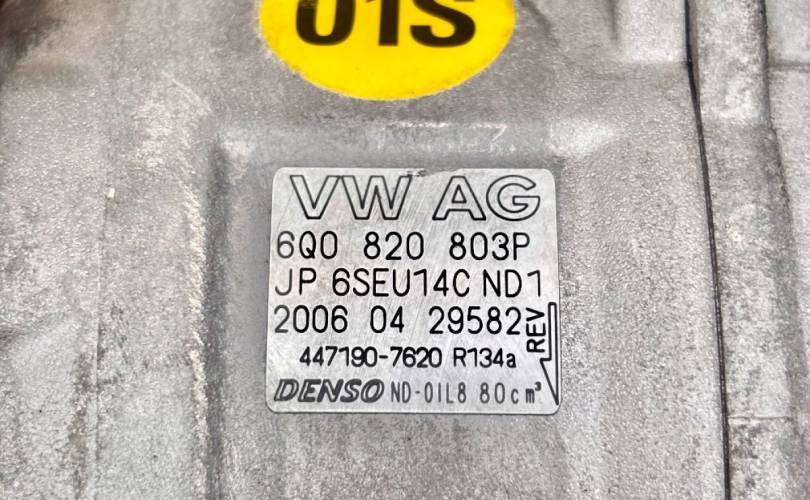 01S
VW AG
6Q0 820 803P
JP 6SEU14C ND1
2006 04 29582
REV
447190-7620 R134a
DENSO ND-OIL8 80cm³